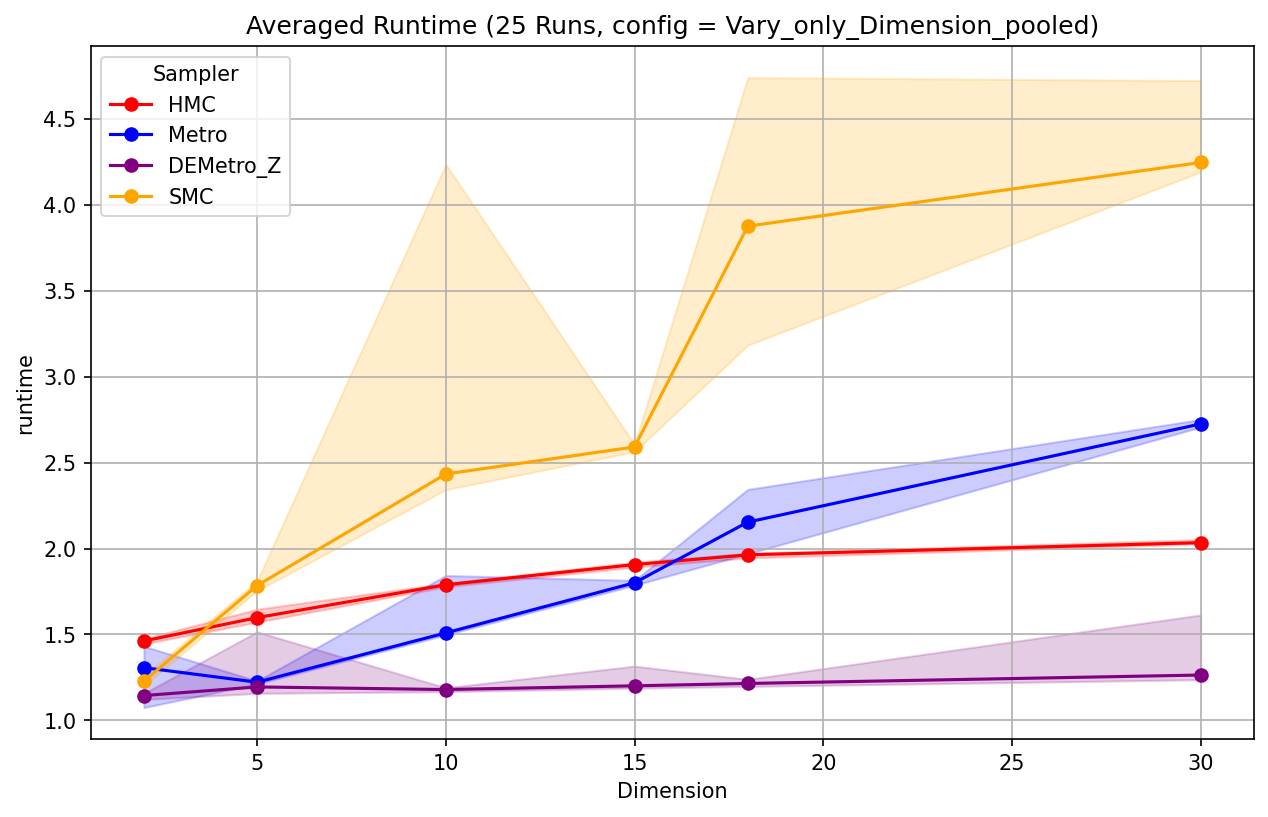 Averaged Runtime (25 Runs, config = Vary_only_Dimension_pooled)
Sampler
HMC
Metro
DEMetro_Z
SMC
runtime
4.5
4.0
3.5
3.0
2.5
2.0
1.5
1.0
5 10 15 20 25 30
Dimension